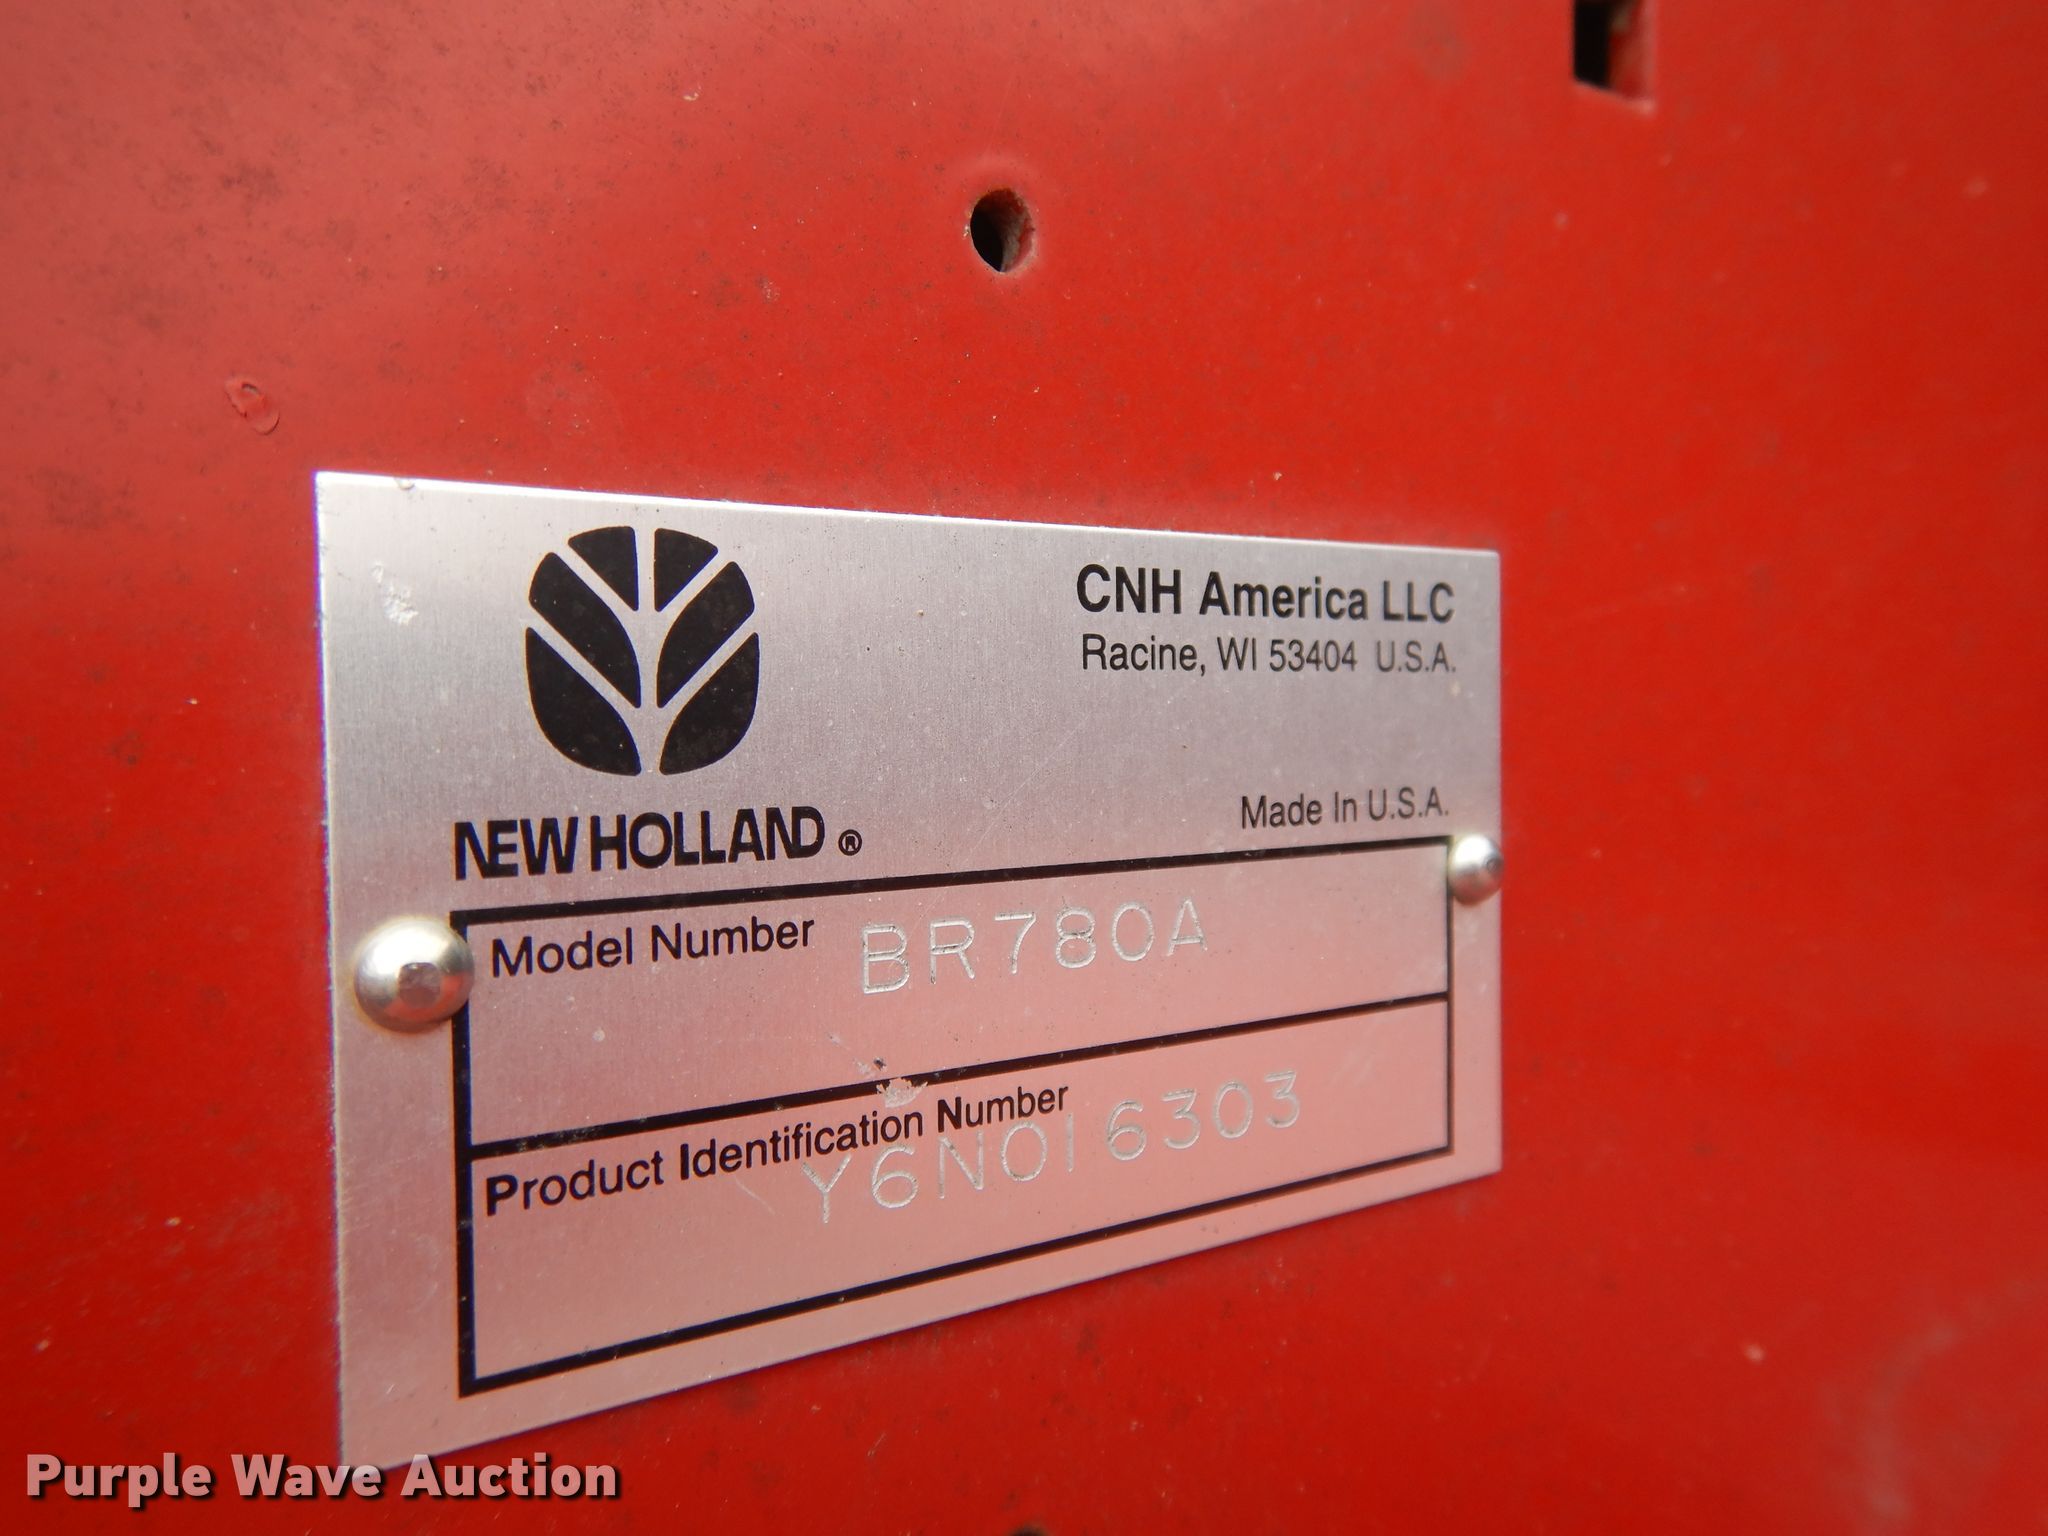 CNH America LLC
Racine, WI 53404 U.S.A.
Made In U.S.A.
NEW HOLLAND ®
Model Number BR780A
Product Identification Number
Y6N016303
Purple Wave Auction